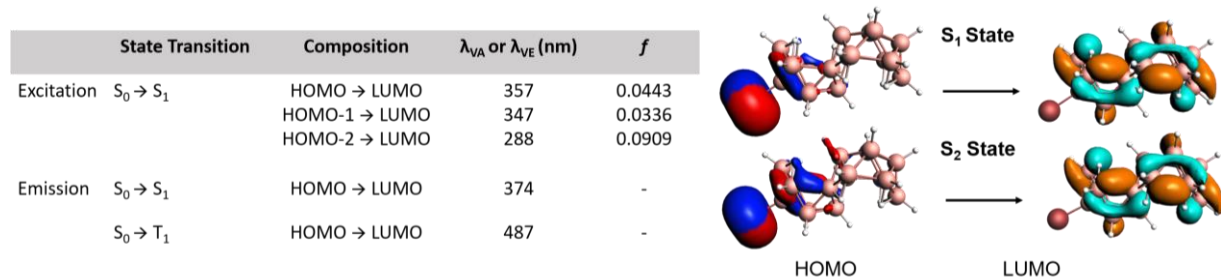 State Transition Composition λVA or λVE (nm) f
Excitation S0 → S1 HOMO → LUMO 357 0.0443
HOMO-1 → LUMO 347 0.0336
HOMO-2 → LUMO 288 0.0909
Emission S0 → S1 HOMO → LUMO 374 -
S0 → T1 HOMO → LUMO 487 -
S1 State
S2 State
HOMO LUMO